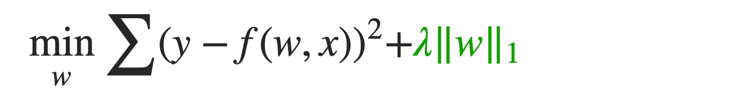 min w ∑(y − f(w, x))² + λ‖w‖₁